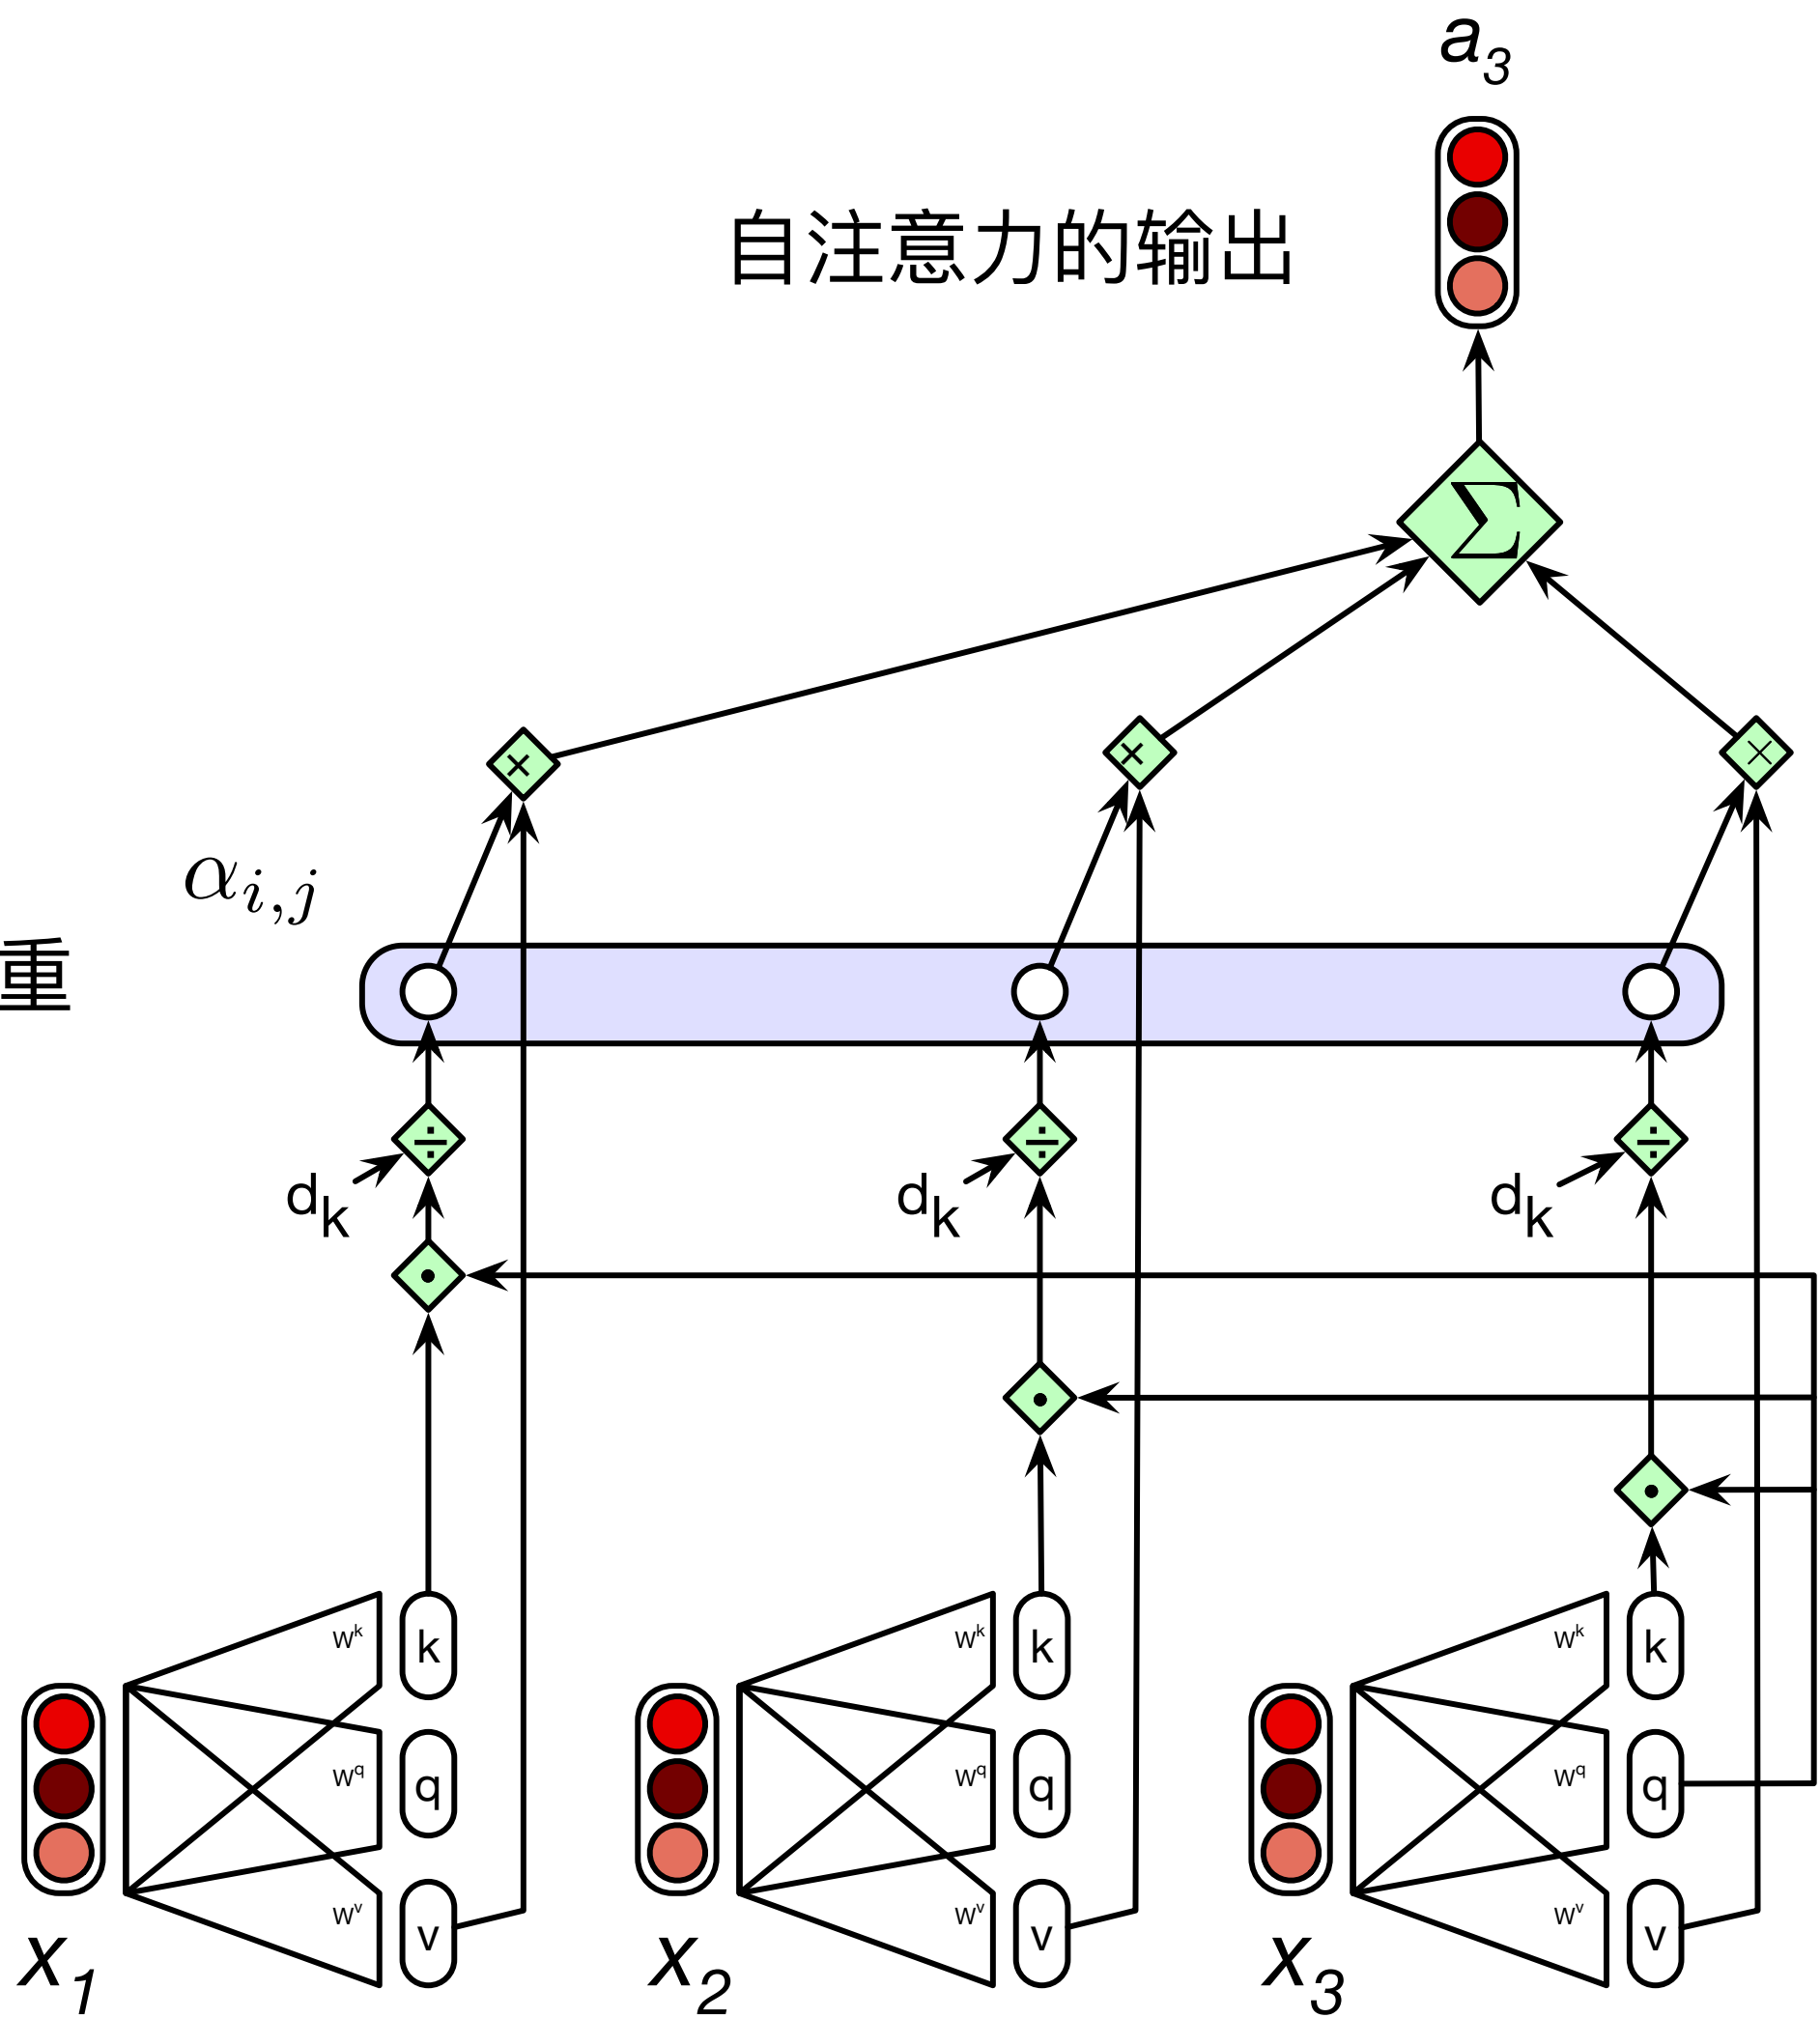 a3
自注意力的输出
Σ
× × ×
αi,j
重
÷ ÷ ÷
dk dk dk
Wk k Wk k Wk k
Wq q Wq q Wq q
Wv v Wv v Wv v
x1 x2 x3